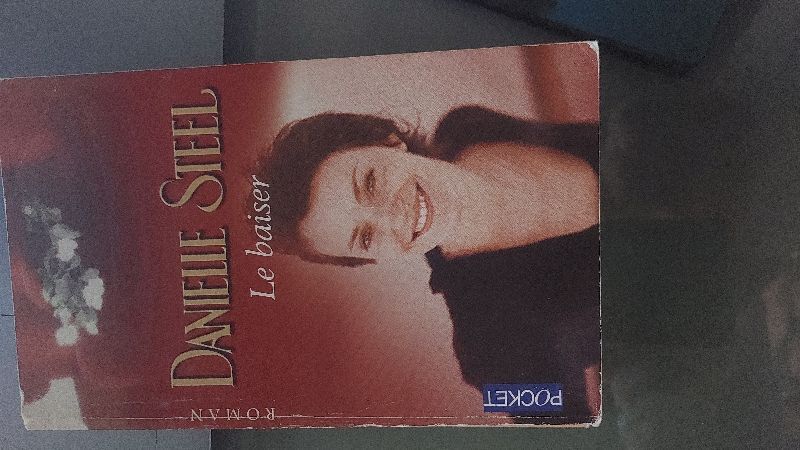 DANIELLE STEEL
Le baiser
ROMAN
POCKET